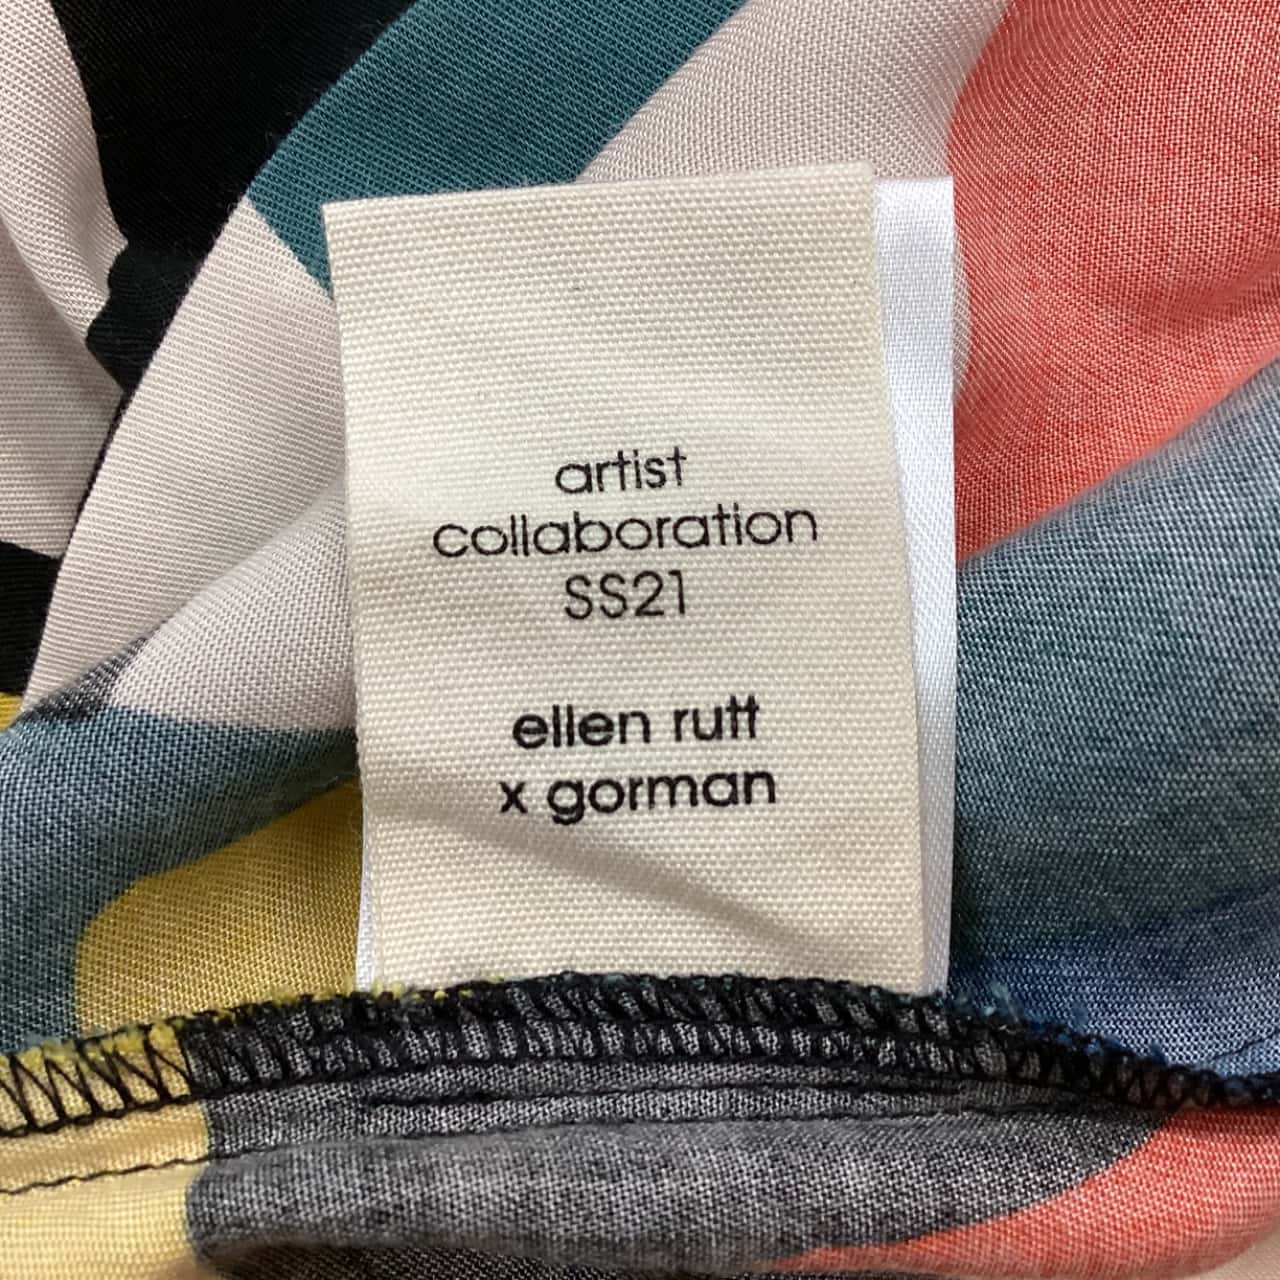 artist
collaboration
SS21
ellen rutt
x gorman